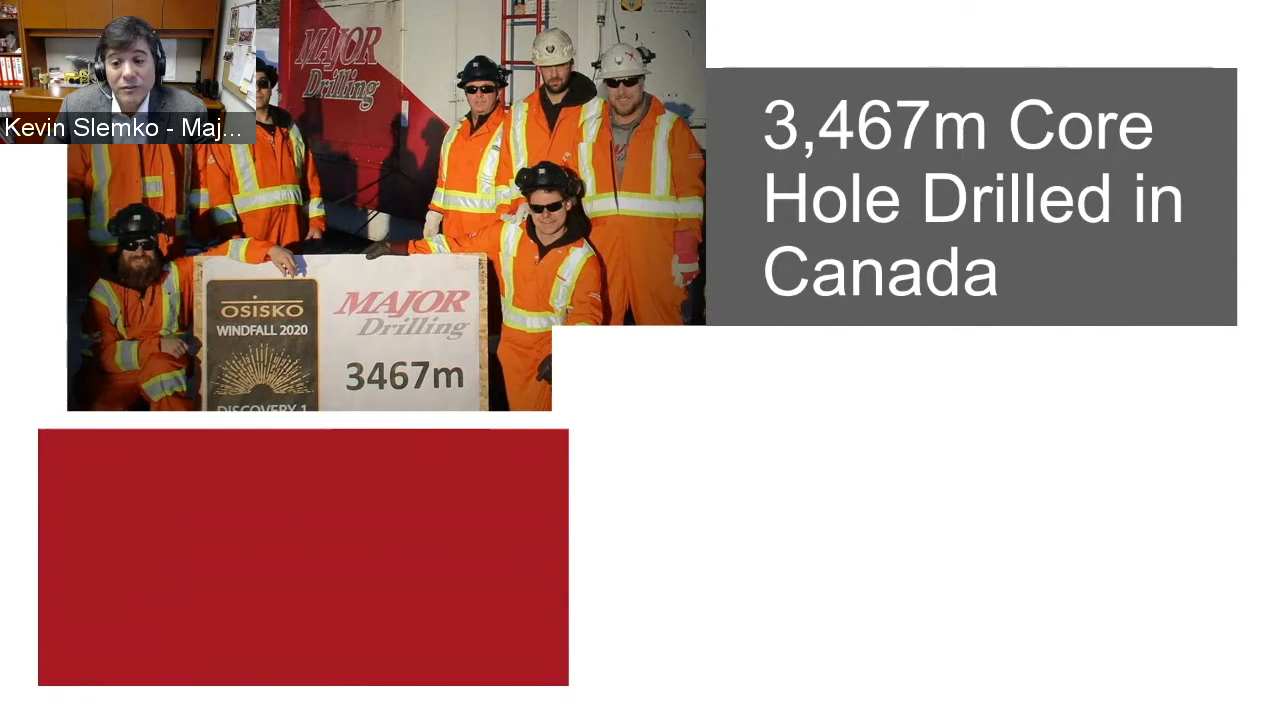 Kevin Slemko - Maj...
MAJOR
Drilling
3,467m Core
Hole Drilled in
Canada
OSISKO
WINDFALL 2020
DISCOVERY 1
MAJOR
Drilling
3467m